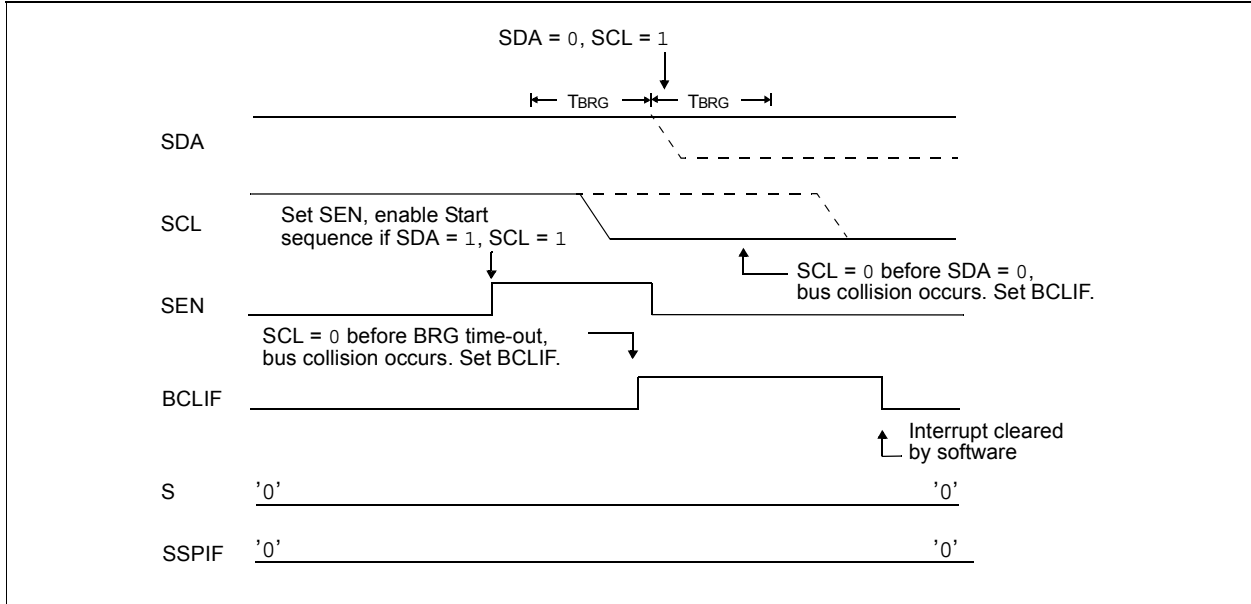 SDA = 0, SCL = 1
TBRG TBRG
SDA
SCL
Set SEN, enable Start
sequence if SDA = 1, SCL = 1
SCL = 0 before SDA = 0,
bus collision occurs. Set BCLIF.
SEN
SCL = 0 before BRG time-out,
bus collision occurs. Set BCLIF.
BCLIF
Interrupt cleared
by software
S '0' '0'
SSPIF '0' '0'